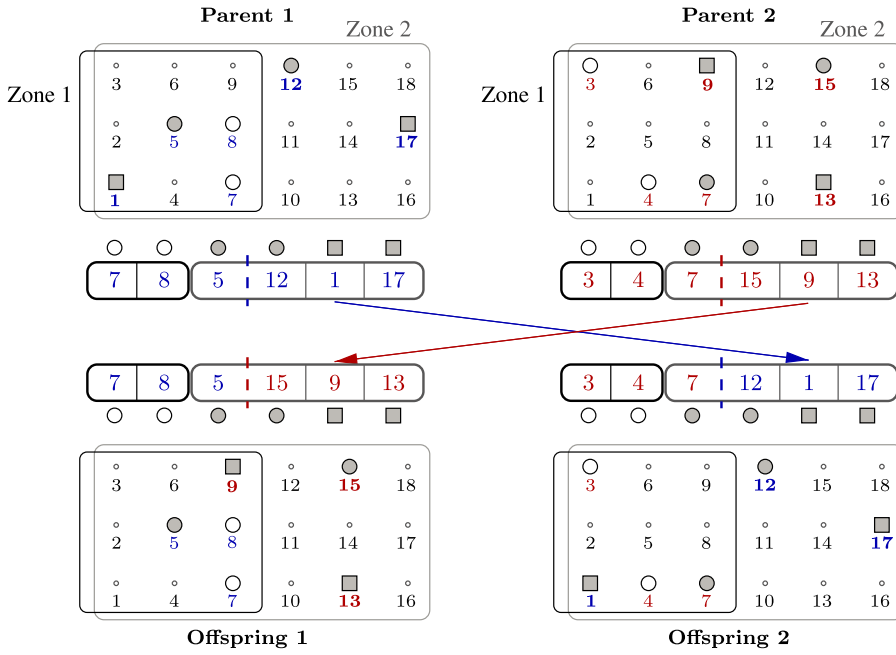 Parent 1 Parent 2
Zone 2 Zone 2
Zone 1 Zone 1
3 6 9 12 15 18 3 6 9 12 15 18
2 5 8 11 14 17 2 5 8 11 14 17
1 4 7 10 13 16 1 4 7 10 13 16
7 8 5 12 1 17 3 4 7 15 9 13
7 8 5 15 9 13 3 4 7 12 1 17
3 6 9 12 15 18 3 6 9 12 15 18
2 5 8 11 14 17 2 5 8 11 14 17
1 4 7 10 13 16 1 4 7 10 13 16
Offspring 1 Offspring 2